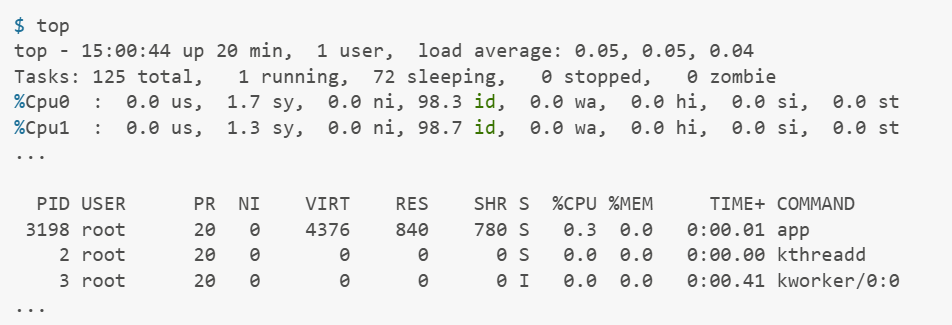 $ top
top - 15:00:44 up 20 min,  1 user,  load average: 0.05, 0.05, 0.04
Tasks: 125 total,   1 running,  72 sleeping,   0 stopped,   0 zombie
%Cpu0  :  0.0 us,  1.7 sy,  0.0 ni, 98.3 id,  0.0 wa,  0.0 hi,  0.0 si,  0.0 st
%Cpu1  :  0.0 us,  1.3 sy,  0.0 ni, 98.7 id,  0.0 wa,  0.0 hi,  0.0 si,  0.0 st
...
  PID USER      PR  NI    VIRT    RES    SHR S  %CPU %MEM     TIME+ COMMAND
 3198 root      20   0    4376    840    780 S   0.3  0.0   0:00.01 app
    2 root      20   0       0      0      0 S   0.0  0.0   0:00.00 kthreadd
    3 root      20   0       0      0      0 I   0.0  0.0   0:00.41 kworker/0:0
...